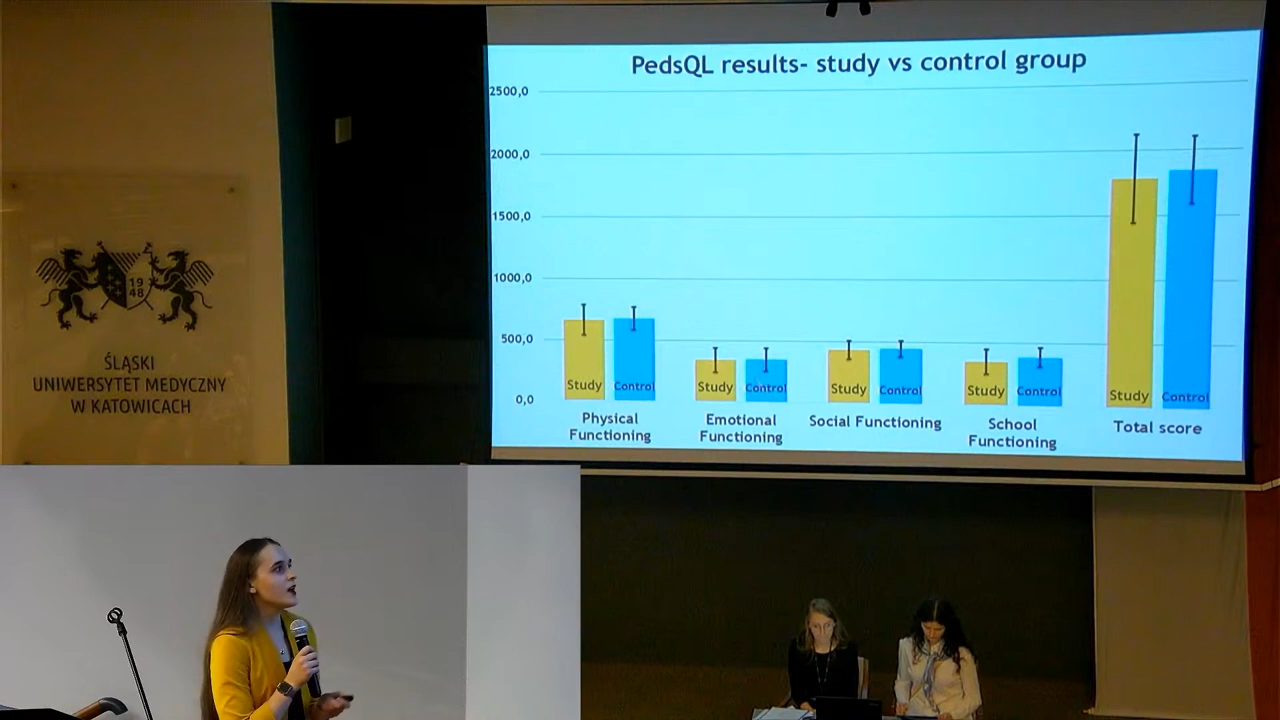 PedsQL results- study vs control group
2500,0
2000,0
1500,0
1000,0
500,0
0,0
Study
Control
Study
Control
Study
Control
Study
Control
Study
Control
Physical
Functioning
Emotional
Functioning
Social Functioning
School
Functioning
Total score
19
48
ŚLĄSKI
UNIWERSYTET MEDYCZNY
W KATOWICACH